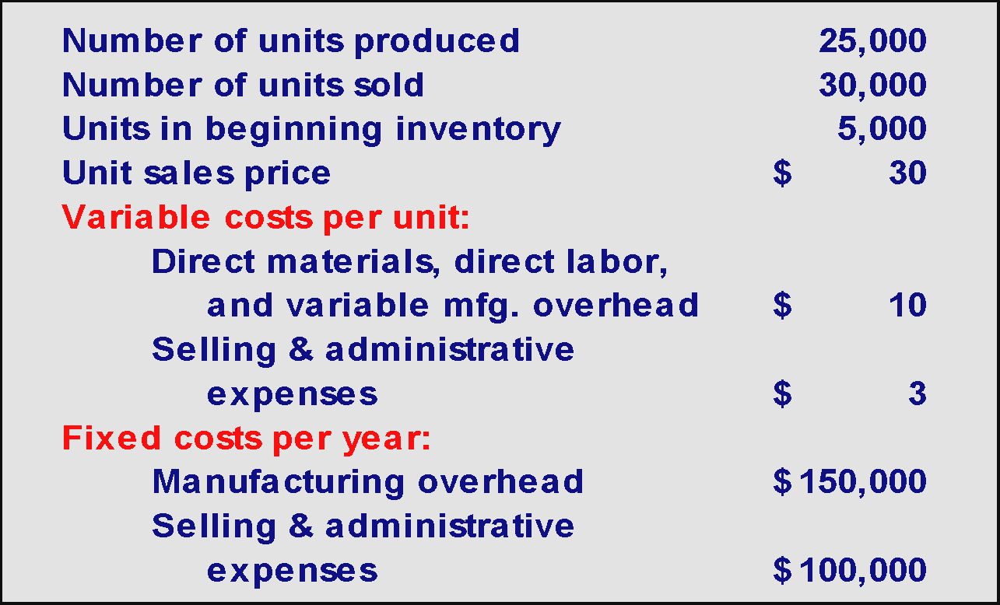 Number of units produced 25,000
Number of units sold 30,000
Units in beginning inventory 5,000
Unit sales price $ 30
Variable costs per unit:
Direct materials, direct labor,
and variable mfg. overhead $ 10
Selling & administrative
expenses $ 3
Fixed costs per year:
Manufacturing overhead $ 150,000
Selling & administrative
expenses $ 100,000